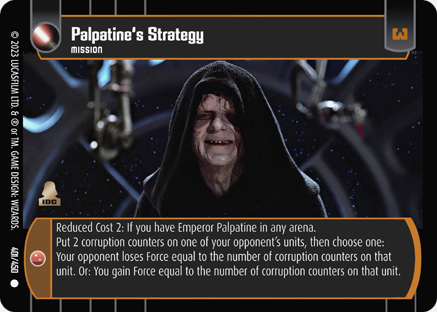 Palpatine's Strategy
MISSION
3
© 2023 LUCASFILM LTD. & ® or TM. GAME DESIGN: WIZARDS.
IDC
Reduced Cost 2: If you have Emperor Palpatine in any arena.
Put 2 corruption counters on one of your opponent's units, then choose one:
Your opponent loses Force equal to the number of corruption counters on that
unit. Or: You gain Force equal to the number of corruption counters on that unit.